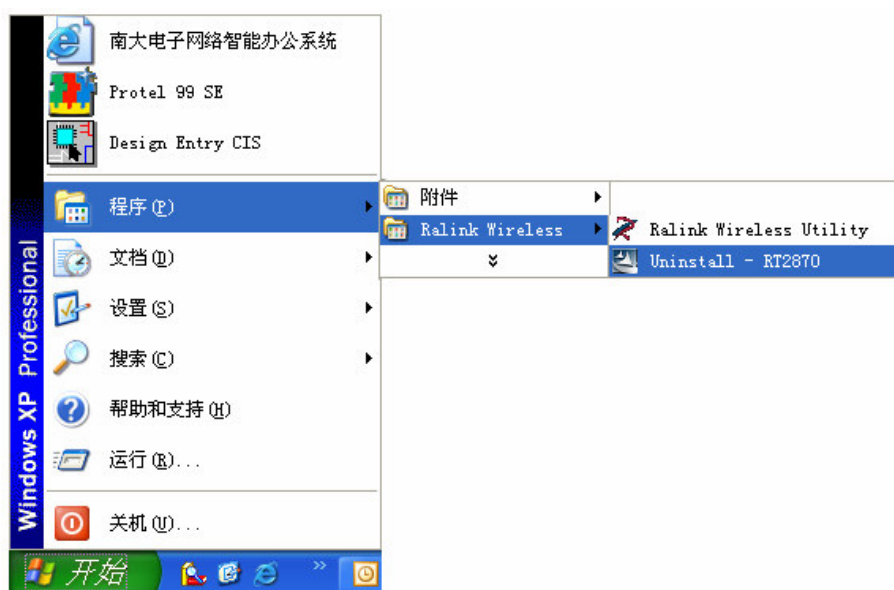 南大电子网络智能办公系统
Protel 99 SE
Design Entry CIS
程序(P)
附件
Ralink Wireless
Ralink Wireless Utility
Uninstall - RT2870
文档(D)
设置(S)
搜索(C)
帮助和支持(H)
运行(R)...
关机(U)...
Windows XP Professional
开始